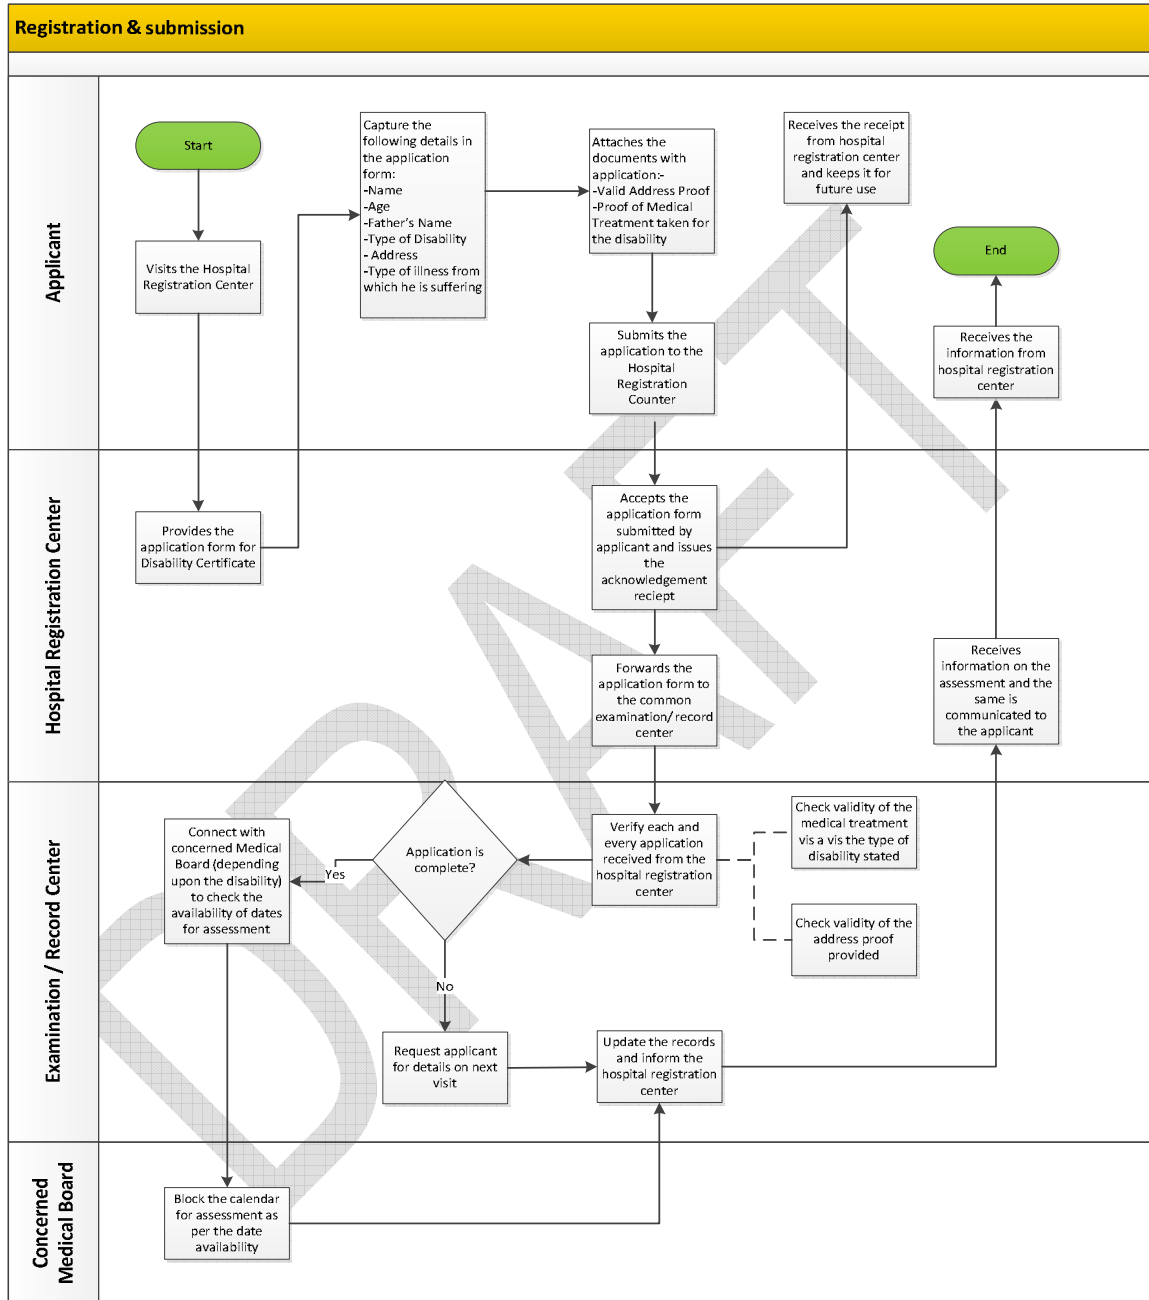 Registration & submission
Applicant
Start
Visits the Hospital
Registration Center
Capture the
following details in
the application
form:
-Name
-Age
-Father's Name
-Type of Disability
- Address
-Type of illness from
which he is suffering
Attaches the
documents with
application:-
-Valid Address Proof
-Proof of Medical
Treatment taken for
the disability
Submits the
application to the
Hospital
Registration
Counter
Receives the receipt
from hospital
registration center
and keeps it for
future use
End
Receives the
information from
hospital registration
center
Hospital Registration Center
Provides the
application form for
Disability Certificate
Accepts the
application form
submitted by
applicant and issues
the
acknowledgement
reciept
Forwards the
application form to
the common
examination/ record
center
Receives
information on the
assessment and the
same is
communicated to
the applicant
Examination / Record Center
Connect with
concerned Medical
Board (depending
upon the disability)
to check the
availability of dates
for assessment
Yes
Application is
complete?
No
Verify each and
every application
received from the
hospital registration
center
Check validity of the
medical treatment
vis a vis the type of
disability stated
Check validity of the
address proof
provided
Request applicant
for details on next
visit
Update the records
and inform the
hospital registration
center
Concerned
Medical Board
Block the calendar
for assessment as
per the date
availability
DRAFT